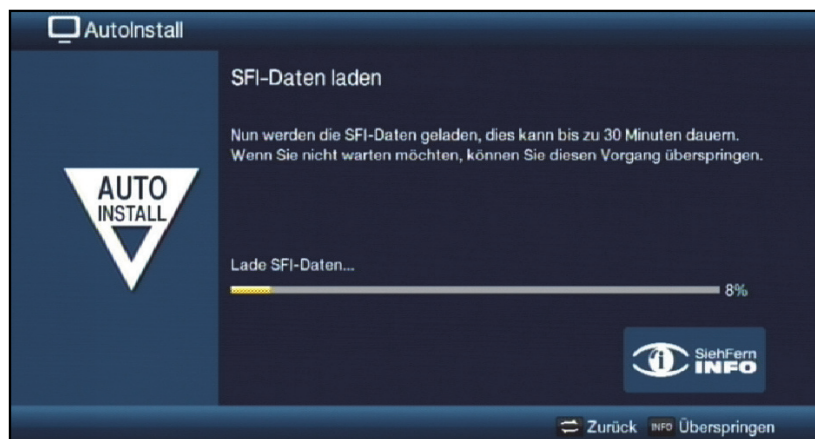 AutoInstall
SFI-Daten laden
Nun werden die SFI-Daten geladen, dies kann bis zu 30 Minuten dauern.
Wenn Sie nicht warten möchten, können Sie diesen Vorgang überspringen.
AUTO
INSTALL
Lade SFI-Daten...
8%
SiehFern
INFO
Zurück INFO Überspringen